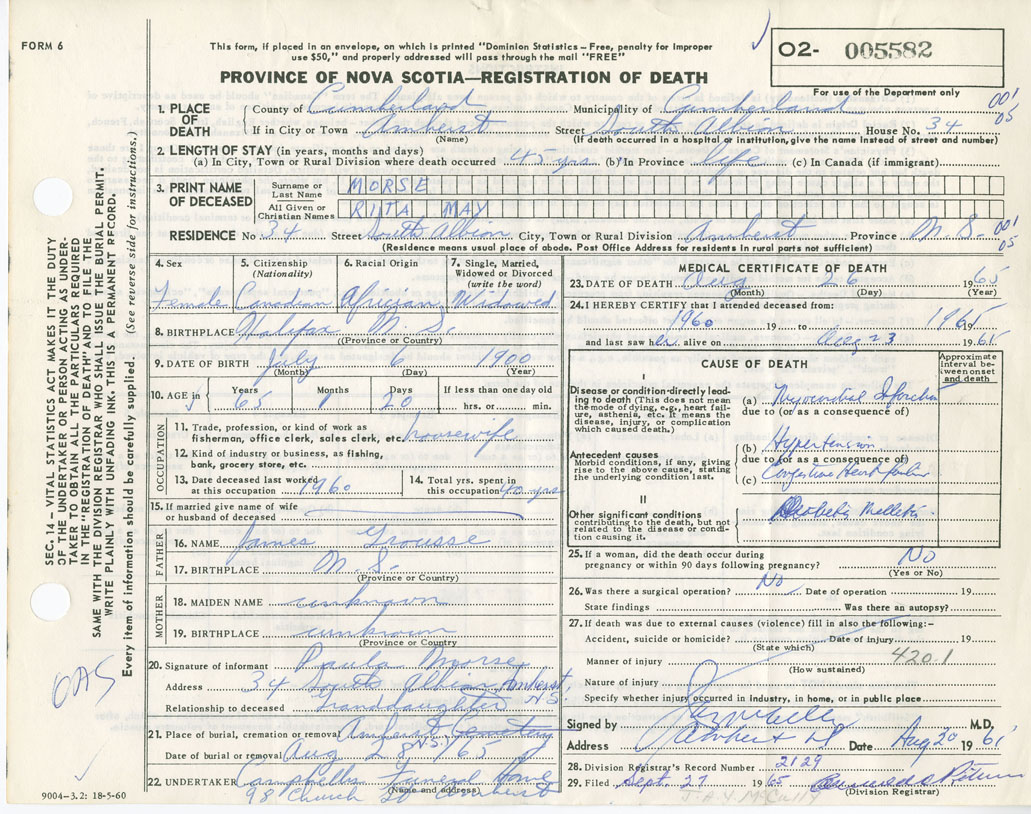 FORM 6
This form, if placed in an envelope, on which is printed "Dominion Statistics – Free, penalty for improper
use $50," and properly addressed will pass through the mail "FREE"
02- 005582
PROVINCE OF NOVA SCOTIA—REGISTRATION OF DEATH
For use of the Department only
1. PLACE OF DEATH
County of Cumberland Municipality of Cumberland 001 05
If in City or Town Amherst Street South Albion House No. 34
(Name) (If death occurred in a hospital or institution, give the name instead of street and number)
2. LENGTH OF STAY (in years, months and days)
(a) In City, Town or Rural Division where death occurred 45 yrs (b) In Province life (c) In Canada (if immigrant)
3. PRINT NAME OF DECEASED
Surname or Last Name MORSE
All Given or Christian Names RITA MAY
RESIDENCE No 34 Street South Albion City, Town or Rural Division Amherst Province N.S. 001 05
(Residence means usual place of abode. Post Office Address for residents in rural parts not sufficient)
4. Sex
Female
5. Citizenship (Nationality)
Canadian
6. Racial Origin
African
7. Single, Married, Widowed or Divorced (write the word)
Widowed
8. BIRTHPLACE Halifax N.S.
(Province or Country)
9. DATE OF BIRTH July 6 1900
(Month) (Day) (Year)
10. AGE in Years Months Days If less than one day old
65 1 20 hrs. or min.
OCCUPATION
11. Trade, profession, or kind of work as
fisherman, office clerk, sales clerk, etc. housewife
12. Kind of industry or business, as fishing,
bank, grocery store, etc.
13. Date deceased last worked at this occupation 1960
14. Total yrs. spent in this occupation 40 yrs
15. If married give name of wife
or husband of deceased
FATHER
16. NAME James Grousse
17. BIRTHPLACE N.S.
(Province or Country)
MOTHER
18. MAIDEN NAME unknown
19. BIRTHPLACE unknown
(Province or Country)
20. Signature of informant Paula Morse
Address 34 South Albion Amherst, N.S.
Relationship to deceased Granddaughter
21. Place of burial, cremation or removal Amherst Cemetery N.S.
Date of burial or removal Aug 28/65
22. UNDERTAKER Campbells Funeral Home
(Name and address)
98 Church St Amherst
9004–3.2: 18-5-60
MEDICAL CERTIFICATE OF DEATH
23. DATE OF DEATH Aug 26 1965
(Month) (Day) (Year)
24. I HEREBY CERTIFY that I attended deceased from:
1960 19 to 1965
and last saw her alive on Aug 23 1965
CAUSE OF DEATH
Approximate interval between onset and death
I
Disease or condition directly leading to death (This does not mean the mode of dying, e.g., heart failure, asthenia, etc. It means the disease, injury, or complication which caused death.)
(a) Myocardial Infarction
due to (or as a consequence of)
Antecedent causes
Morbid conditions, if any, giving rise to the above cause, stating the underlying condition last.
(b) Hypertension
due to (or as a consequence of)
(c) Congestive Heart Failure
II
Other significant conditions
contributing to the death, but not related to the disease or condition causing it.
Diabetes Mellitus
25. If a woman, did the death occur during
pregnancy or within 90 days following pregnancy? No
(Yes or No)
26. Was there a surgical operation? No Date of operation 19
State findings Was there an autopsy?
27. If death was due to external causes (violence) fill in also the following:–
Accident, suicide or homicide? Date of injury 19
(State which)
Manner of injury 420.1
(How sustained)
Nature of injury
Specify whether injury occurred in industry, in home, or in public place
Signed by M.D.
Address Amherst NS Date Aug 30 1965
28. Division Registrar's Record Number 2129
29. Filed Sept. 27 1965
(Division Registrar)
SEC. 14 – VITAL STATISTICS ACT MAKES IT THE DUTY
OF THE UNDERTAKER OR PERSON ACTING AS UNDER-
TAKER TO OBTAIN ALL THE PARTICULARS REQUIRED
IN THE "REGISTRATION OF DEATH" AND TO FILE THE
SAME WITH THE DIVISION REGISTRAR WHO SHALL ISSUE THE BURIAL PERMIT.
WRITE PLAINLY WITH UNFADING INK. THIS IS A PERMANENT RECORD.
Every item of information should be carefully supplied. (See reverse side for instructions.)
OAS